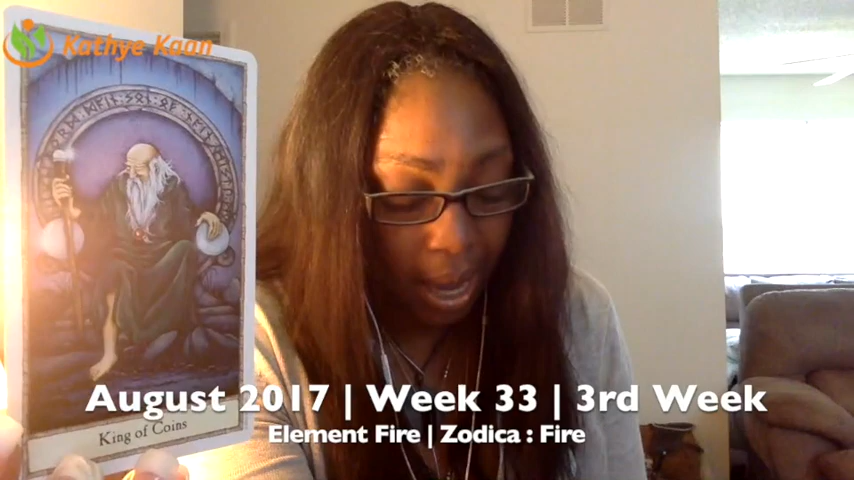 Kathye Kaan
King of Coins
August 2017 | Week 33 | 3rd Week
Element Fire | Zodica : Fire